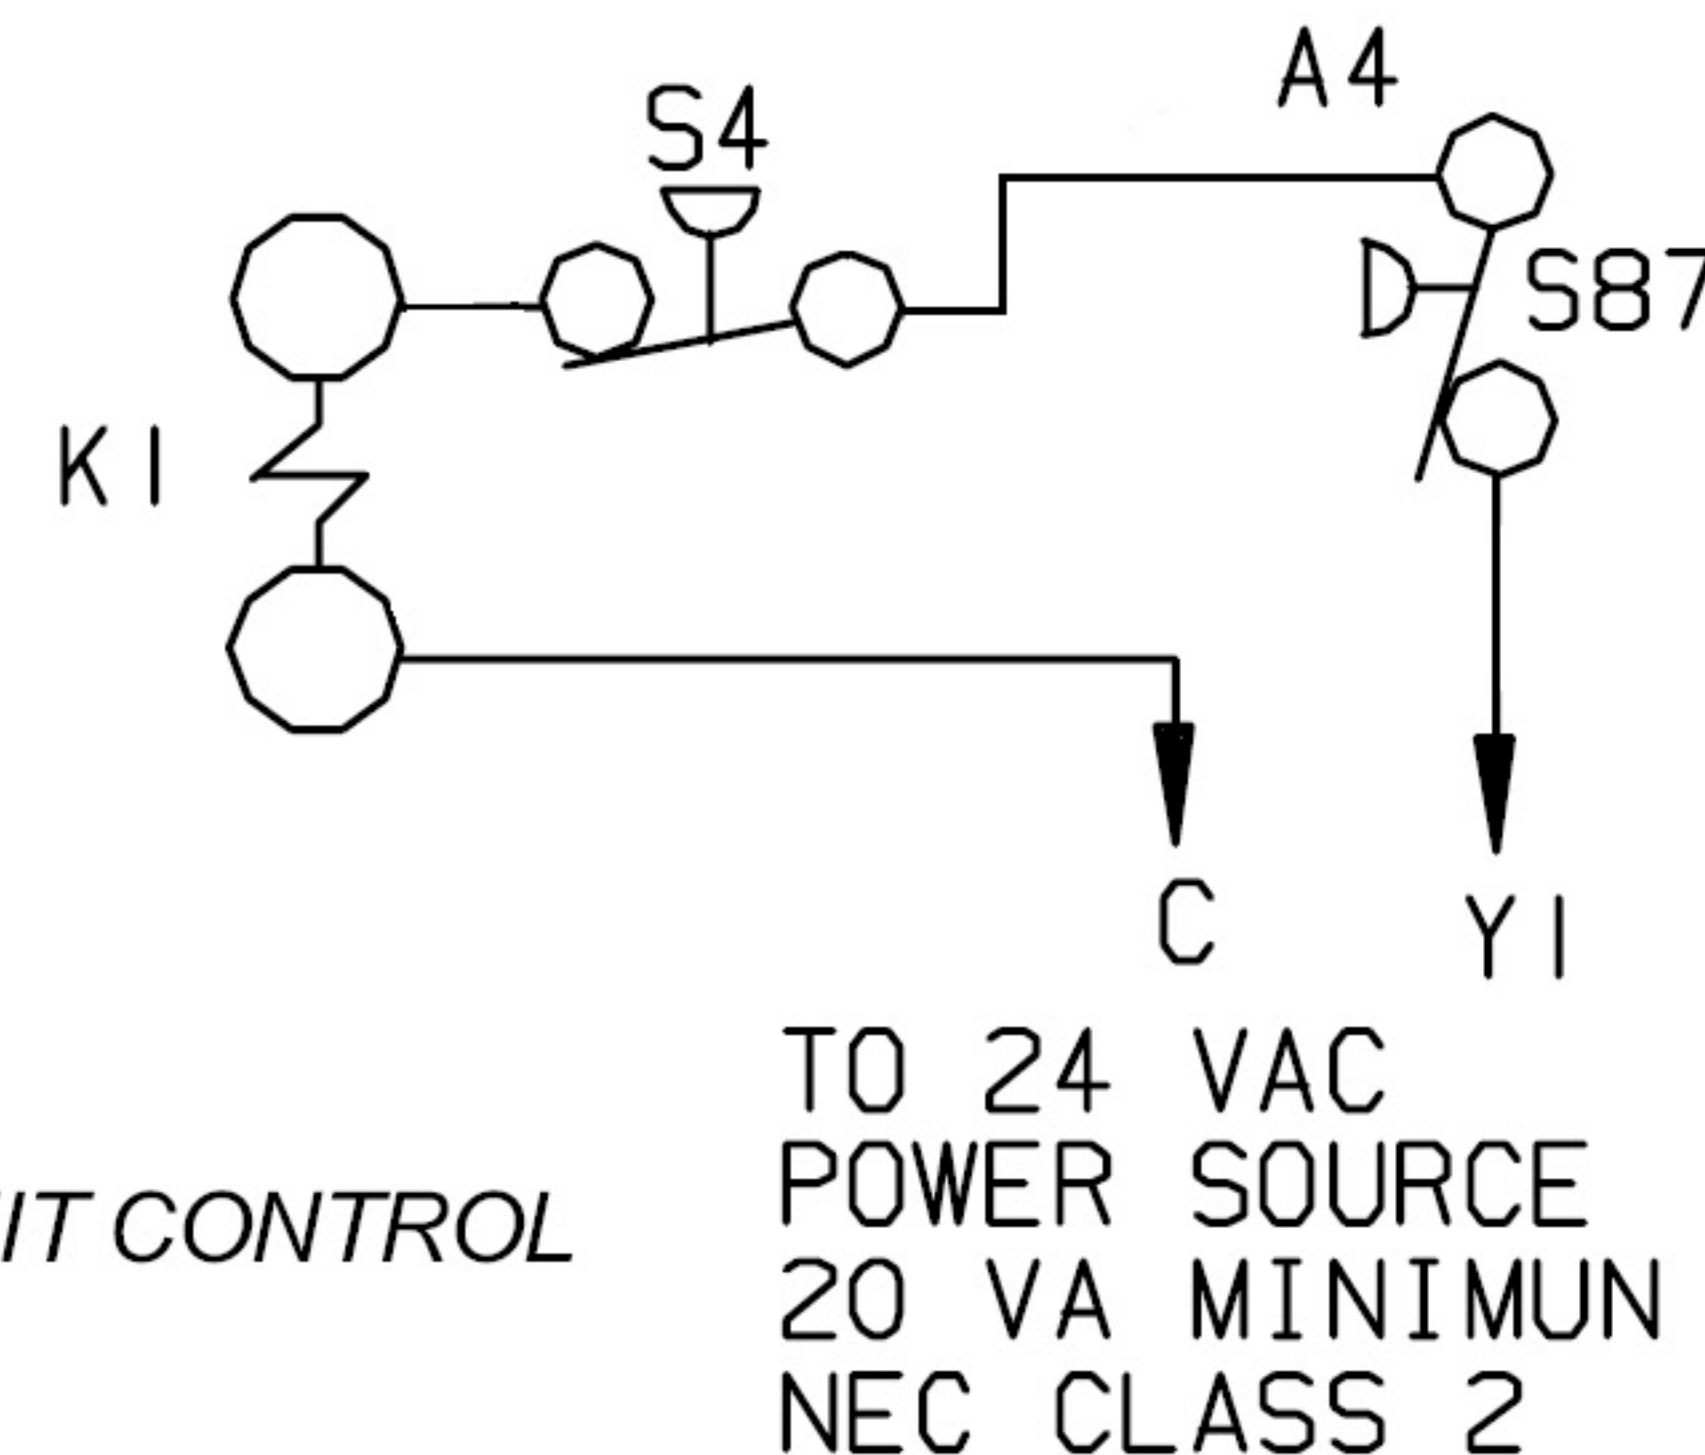 A4
S4
S87
K1
C
Y1
TO 24 VAC
POWER SOURCE
IT CONTROL
20 VA MINIMUN
NEC CLASS 2